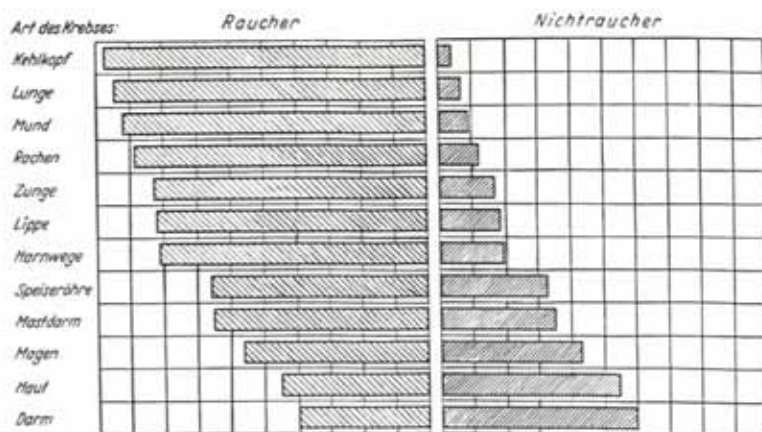 Art des Krebses: Raucher Nichtraucher
Kehlkopf
Lunge
Mund
Rachen
Zunge
Lippe
Harnwege
Speiseröhre
Mastdarm
Magen
Haut
Darm